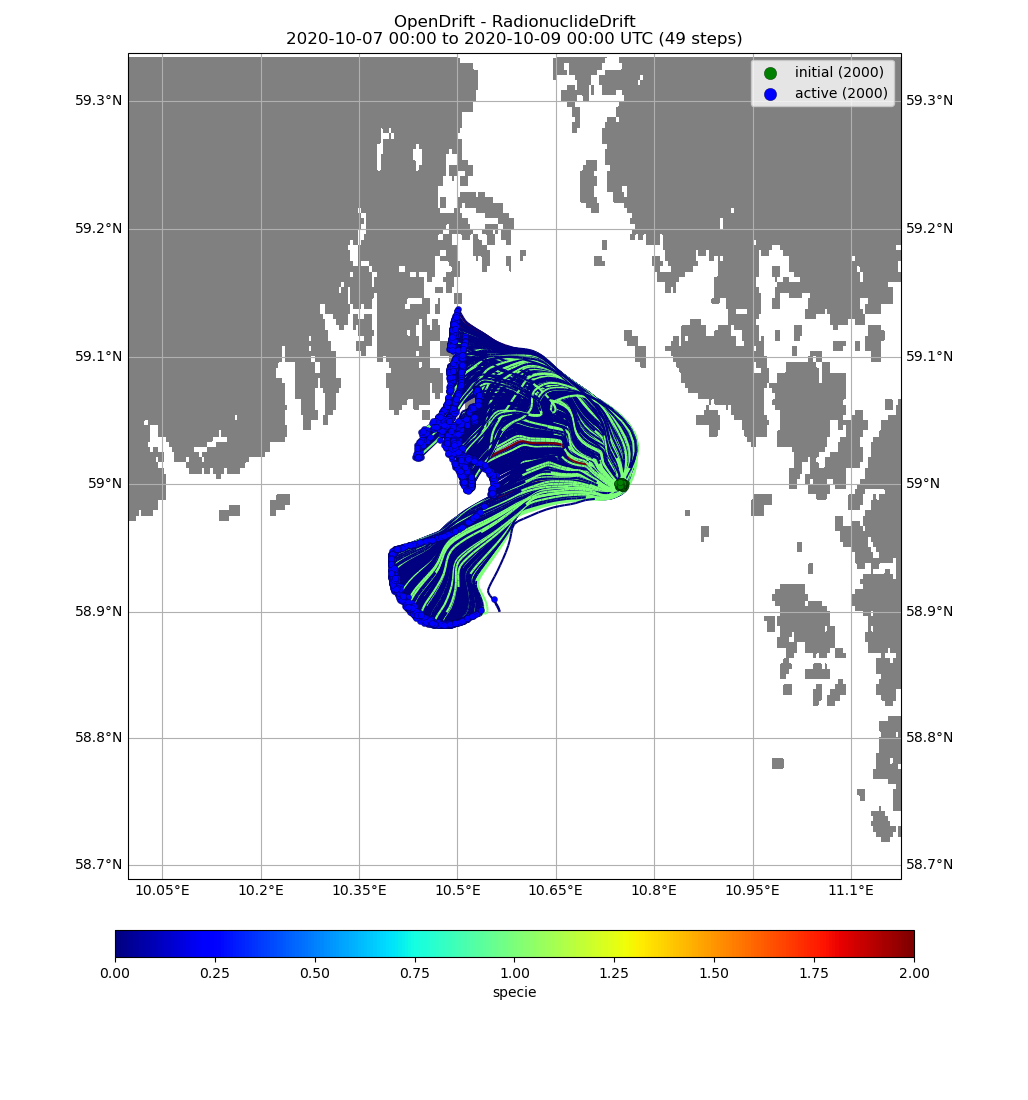 OpenDrift - RadionuclideDrift
2020-10-07 00:00 to 2020-10-09 00:00 UTC (49 steps)
initial (2000)
active (2000)
59.3°N 59.3°N
59.2°N 59.2°N
59.1°N 59.1°N
59°N 59°N
58.9°N 58.9°N
58.8°N 58.8°N
58.7°N 58.7°N
10.05°E 10.2°E 10.35°E 10.5°E 10.65°E 10.8°E 10.95°E 11.1°E
0.00 0.25 0.50 0.75 1.00 1.25 1.50 1.75 2.00
specie